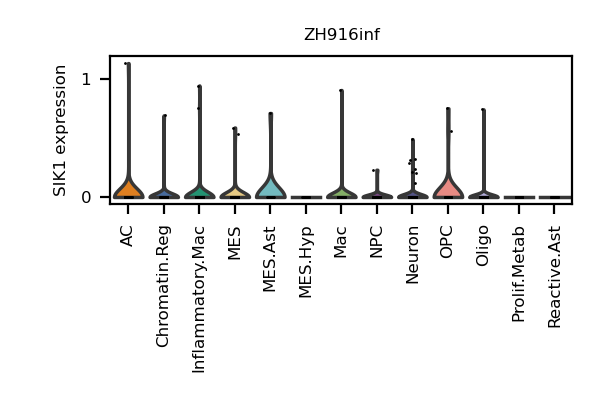 ZH916inf
SIK1 expression
1
0
AC
Chromatin.Reg
Inflammatory.Mac
MES
MES.Ast
MES.Hyp
Mac
NPC
Neuron
OPC
Oligo
Prolif.Metab
Reactive.Ast